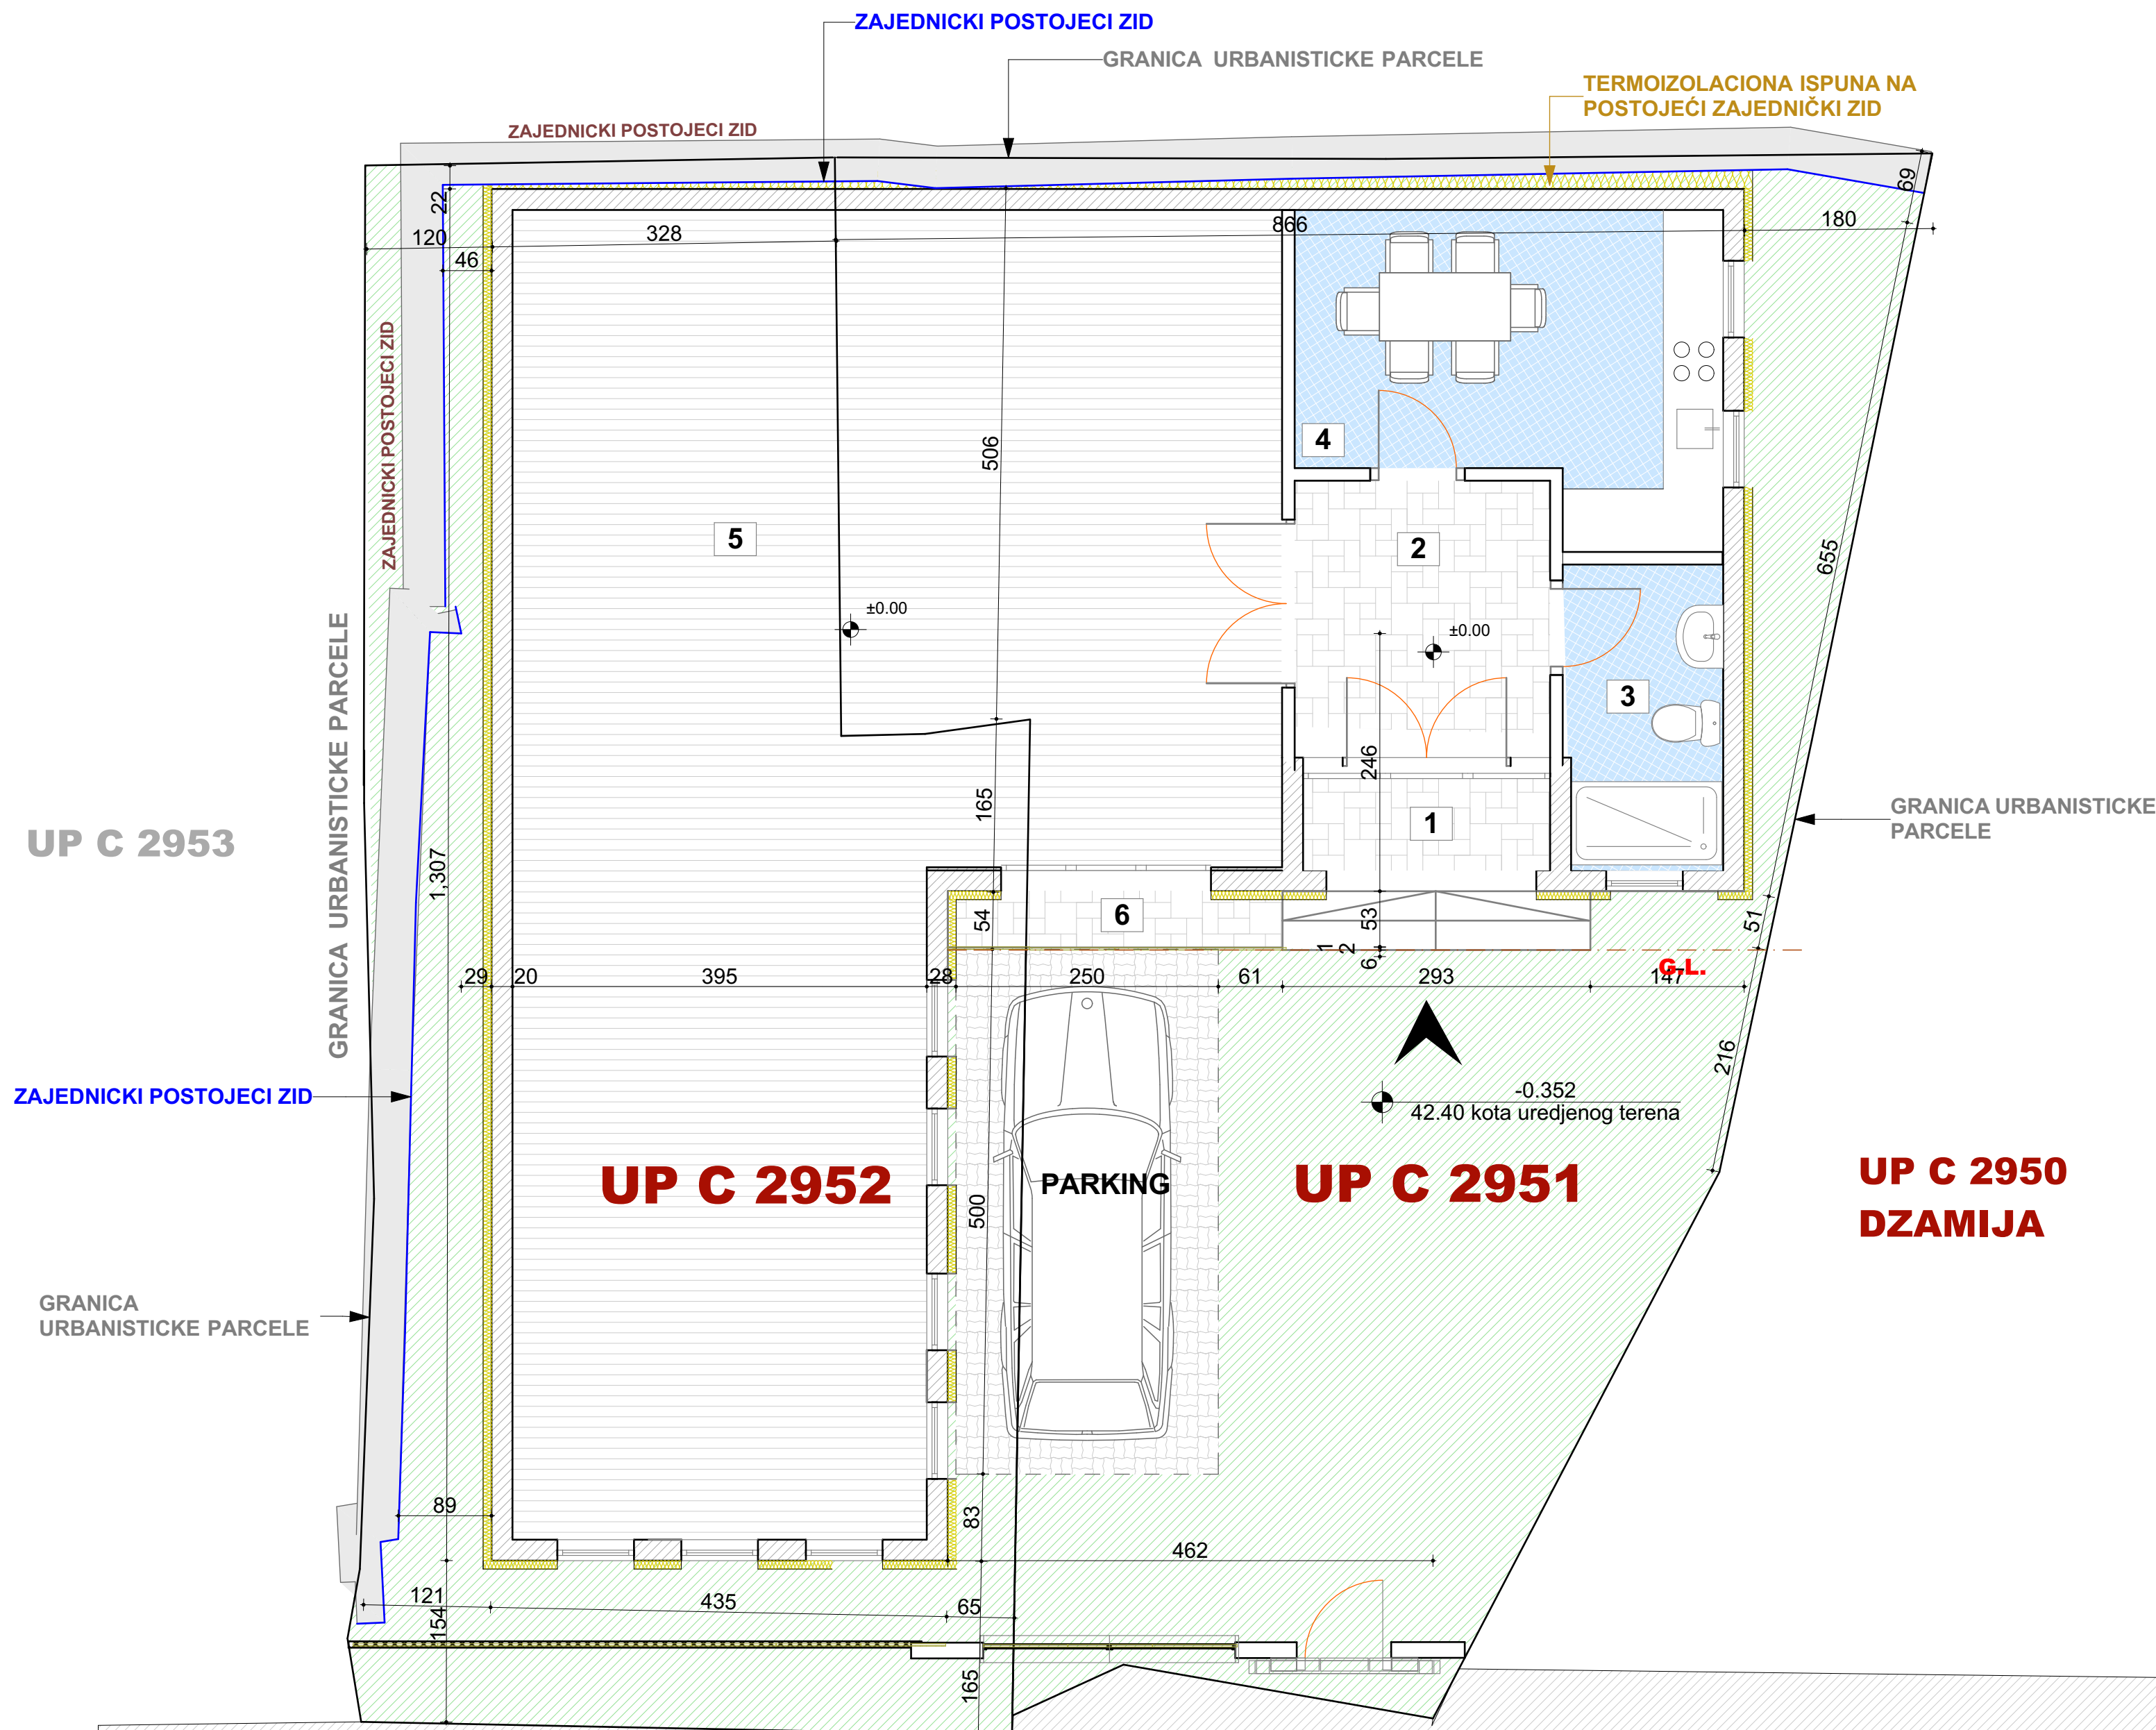 ZAJEDNICKI POSTOJECI ZID
GRANICA URBANISTICKE PARCELE
TERMOIZOLACIONA ISPUNA NA
POSTOJEĆI ZAJEDNIČKI ZID
ZAJEDNICKI POSTOJECI ZID
69
22
120
328
866
180
46
ZAJEDNICKI POSTOJECI ZID
506
4
5
2
655
±0.00
±0.00
GRANICA URBANISTICKE PARCELE
3
246
165
1
GRANICA URBANISTICKE
PARCELE
UP C 2953
1,307
6
54
53
51
1
2
6
G.L.
29
20
395
28
250
61
293
147
216
ZAJEDNICKI POSTOJECI ZID
-0.352
42.40 kota uredjenog terena
UP C 2952
PARKING
UP C 2951
UP C 2950
DZAMIJA
500
GRANICA
URBANISTICKE PARCELE
89
83
462
121
435
65
154
165